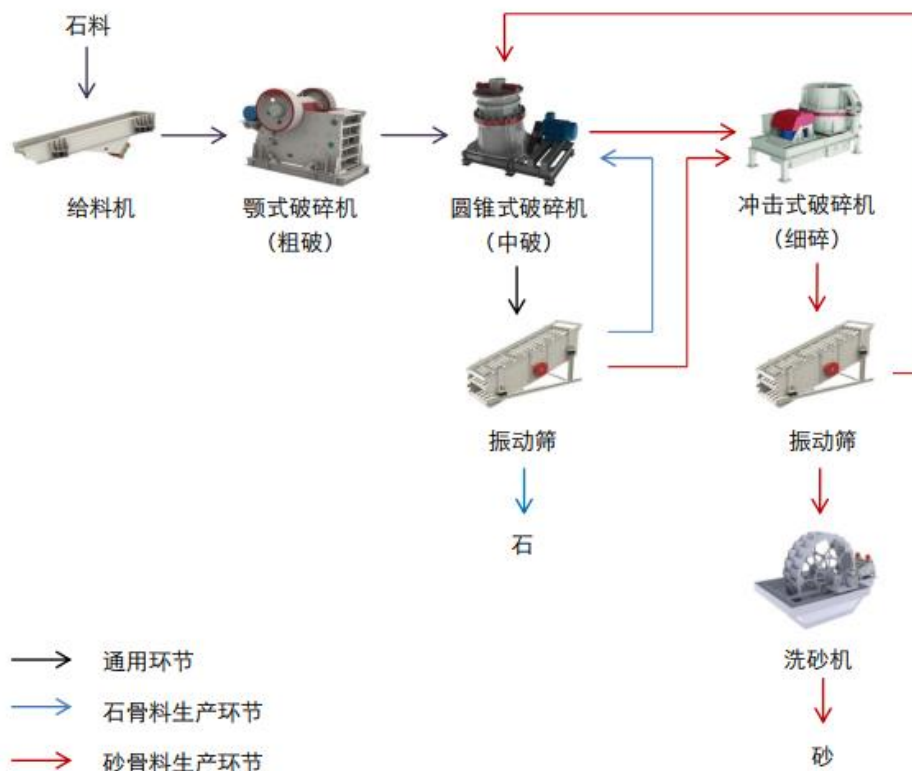 石料
给料机
颚式破碎机
（粗破）
圆锥式破碎机
（中破）
冲击式破碎机
（细碎）
振动筛
振动筛
石
洗砂机
砂
通用环节
石骨料生产环节
砂骨料生产环节